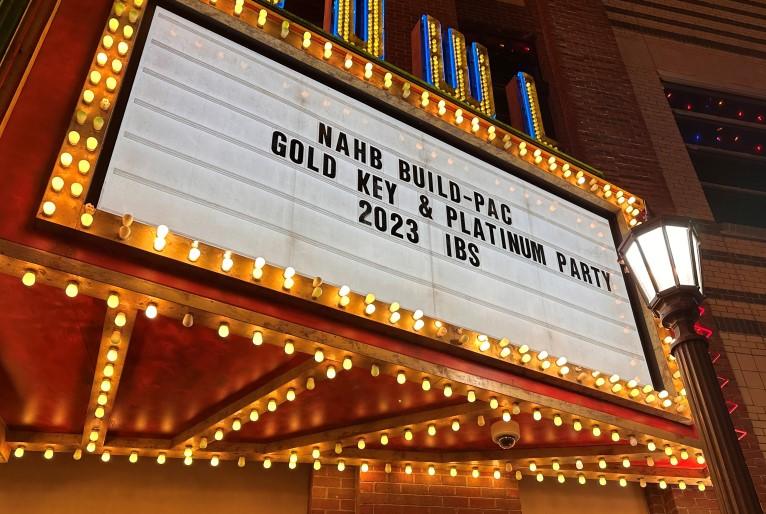 NAHB BUILD-PAC
GOLD KEY & PLATINUM PARTY
2023 IBS